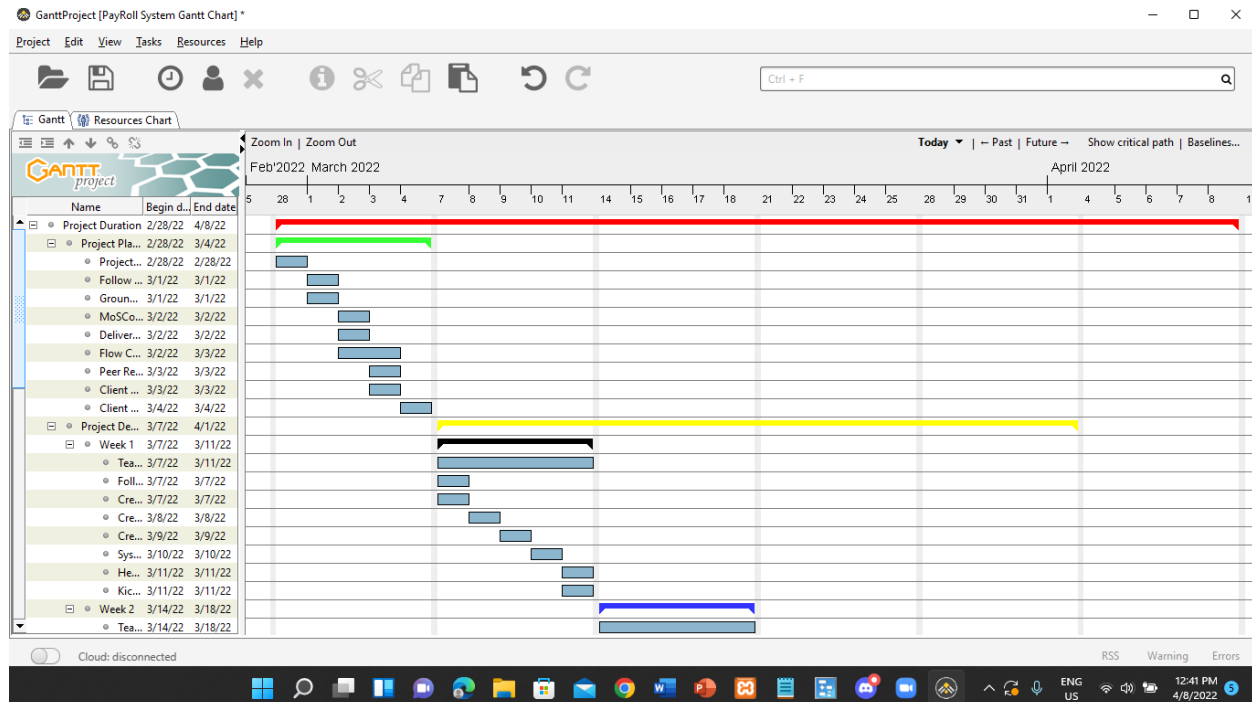 GanttProject [PayRoll System Gantt Chart] *
Project Edit View Tasks Resources Help
Ctrl + F
Gantt Resources Chart
Zoom In | Zoom Out Today ▼ | ← Past | Future → Show critical path | Baselines...
GANTT project
Feb'2022 March 2022 April 2022
5 28 1 2 3 4 7 8 9 10 11 14 15 16 17 18 21 22 23 24 25 28 29 30 31 1 4 5 6 7 8 1
Name Begin d... End date
Project Duration 2/28/22 4/8/22
Project Pla... 2/28/22 3/4/22
Project... 2/28/22 2/28/22
Follow ... 3/1/22 3/1/22
Groun... 3/1/22 3/1/22
MoSCo... 3/2/22 3/2/22
Deliver... 3/2/22 3/2/22
Flow C... 3/2/22 3/3/22
Peer Re... 3/3/22 3/3/22
Client ... 3/3/22 3/3/22
Client ... 3/4/22 3/4/22
Project De... 3/7/22 4/1/22
Week 1 3/7/22 3/11/22
Tea... 3/7/22 3/11/22
Foll... 3/7/22 3/7/22
Cre... 3/7/22 3/7/22
Cre... 3/8/22 3/8/22
Cre... 3/9/22 3/9/22
Sys... 3/10/22 3/10/22
He... 3/11/22 3/11/22
Kic... 3/11/22 3/11/22
Week 2 3/14/22 3/18/22
Tea... 3/14/22 3/18/22
Cloud: disconnected RSS Warning Errors
ENG US 12:41 PM 4/8/2022 5